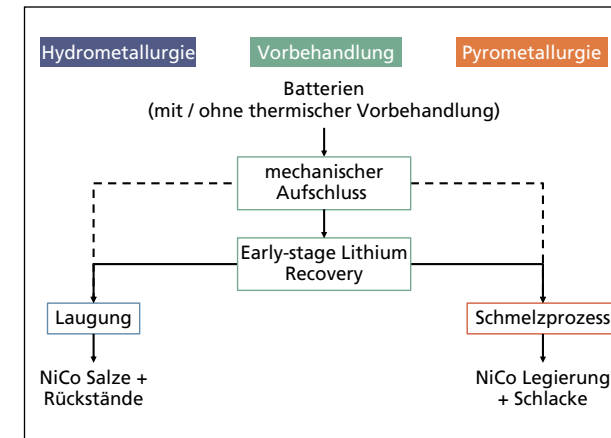 Hydrometallurgie
Vorbehandlung
Pyrometallurgie
Batterien
(mit / ohne thermischer Vorbehandlung)
mechanischer
Aufschluss
Early-stage Lithium
Recovery
Laugung
Schmelzprozess
NiCo Salze +
Rückstände
NiCo Legierung
+ Schlacke